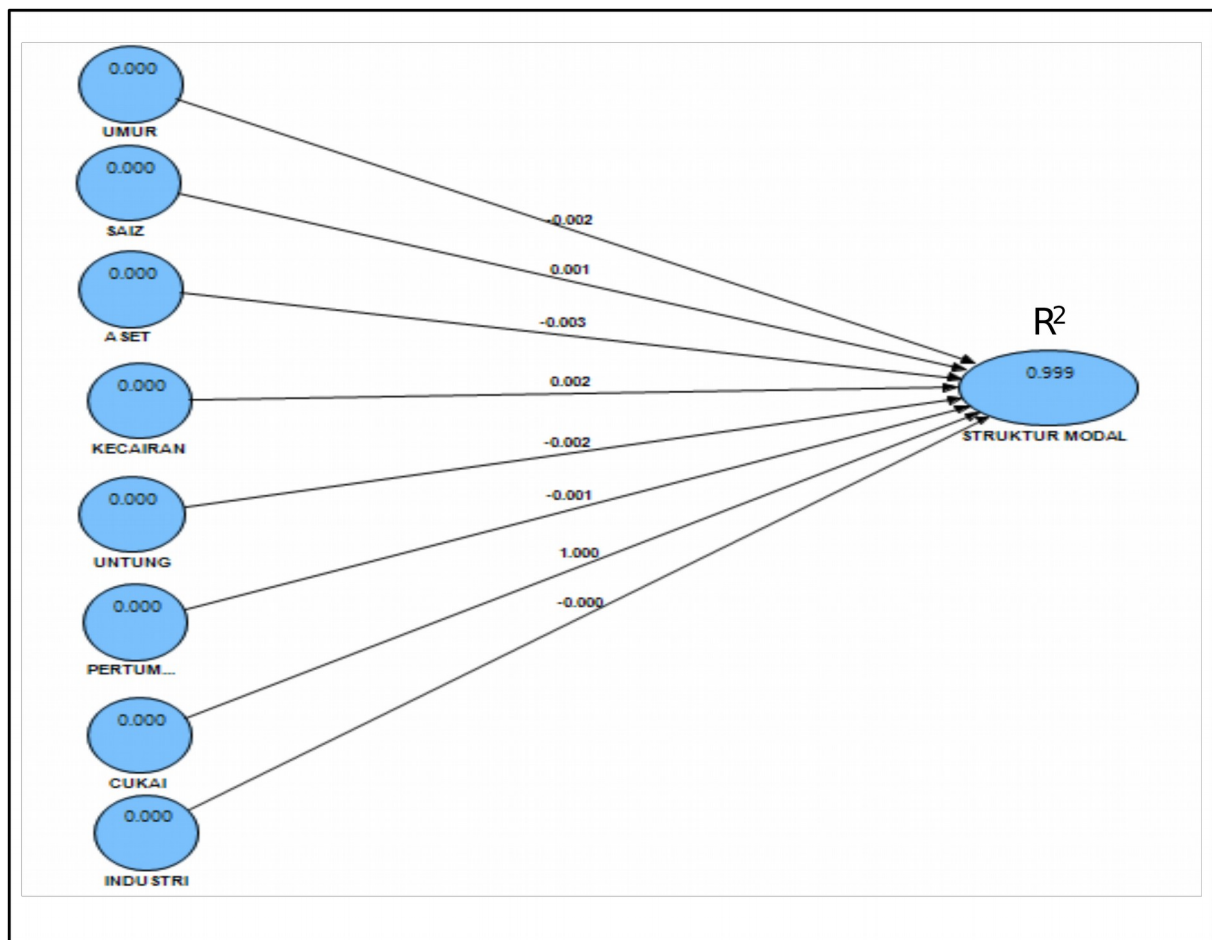 0.000
UMUR
0.000
SAIZ
0.000
ASET
0.000
KECAIRAN
0.000
UNTUNG
0.000
PERTUM...
0.000
CUKAI
0.000
INDUSTRI
-0.002
0.001
-0.003
0.002
-0.002
-0.001
1.000
-0.000
R²
0.999
STRUKTUR MODAL